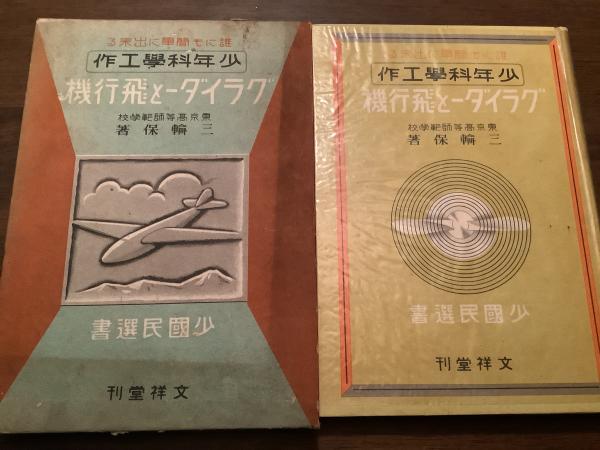 誰にも簡單に出来る
少年科學工作
グライダーと飛行機
東京高等師範學校
三輪保著
少國民選書
文祥堂刊
誰にも簡單に出来る
少年科學工作
グライダーと飛行機
東京高等師範學校
三輪保著
少國民選書
文祥堂刊